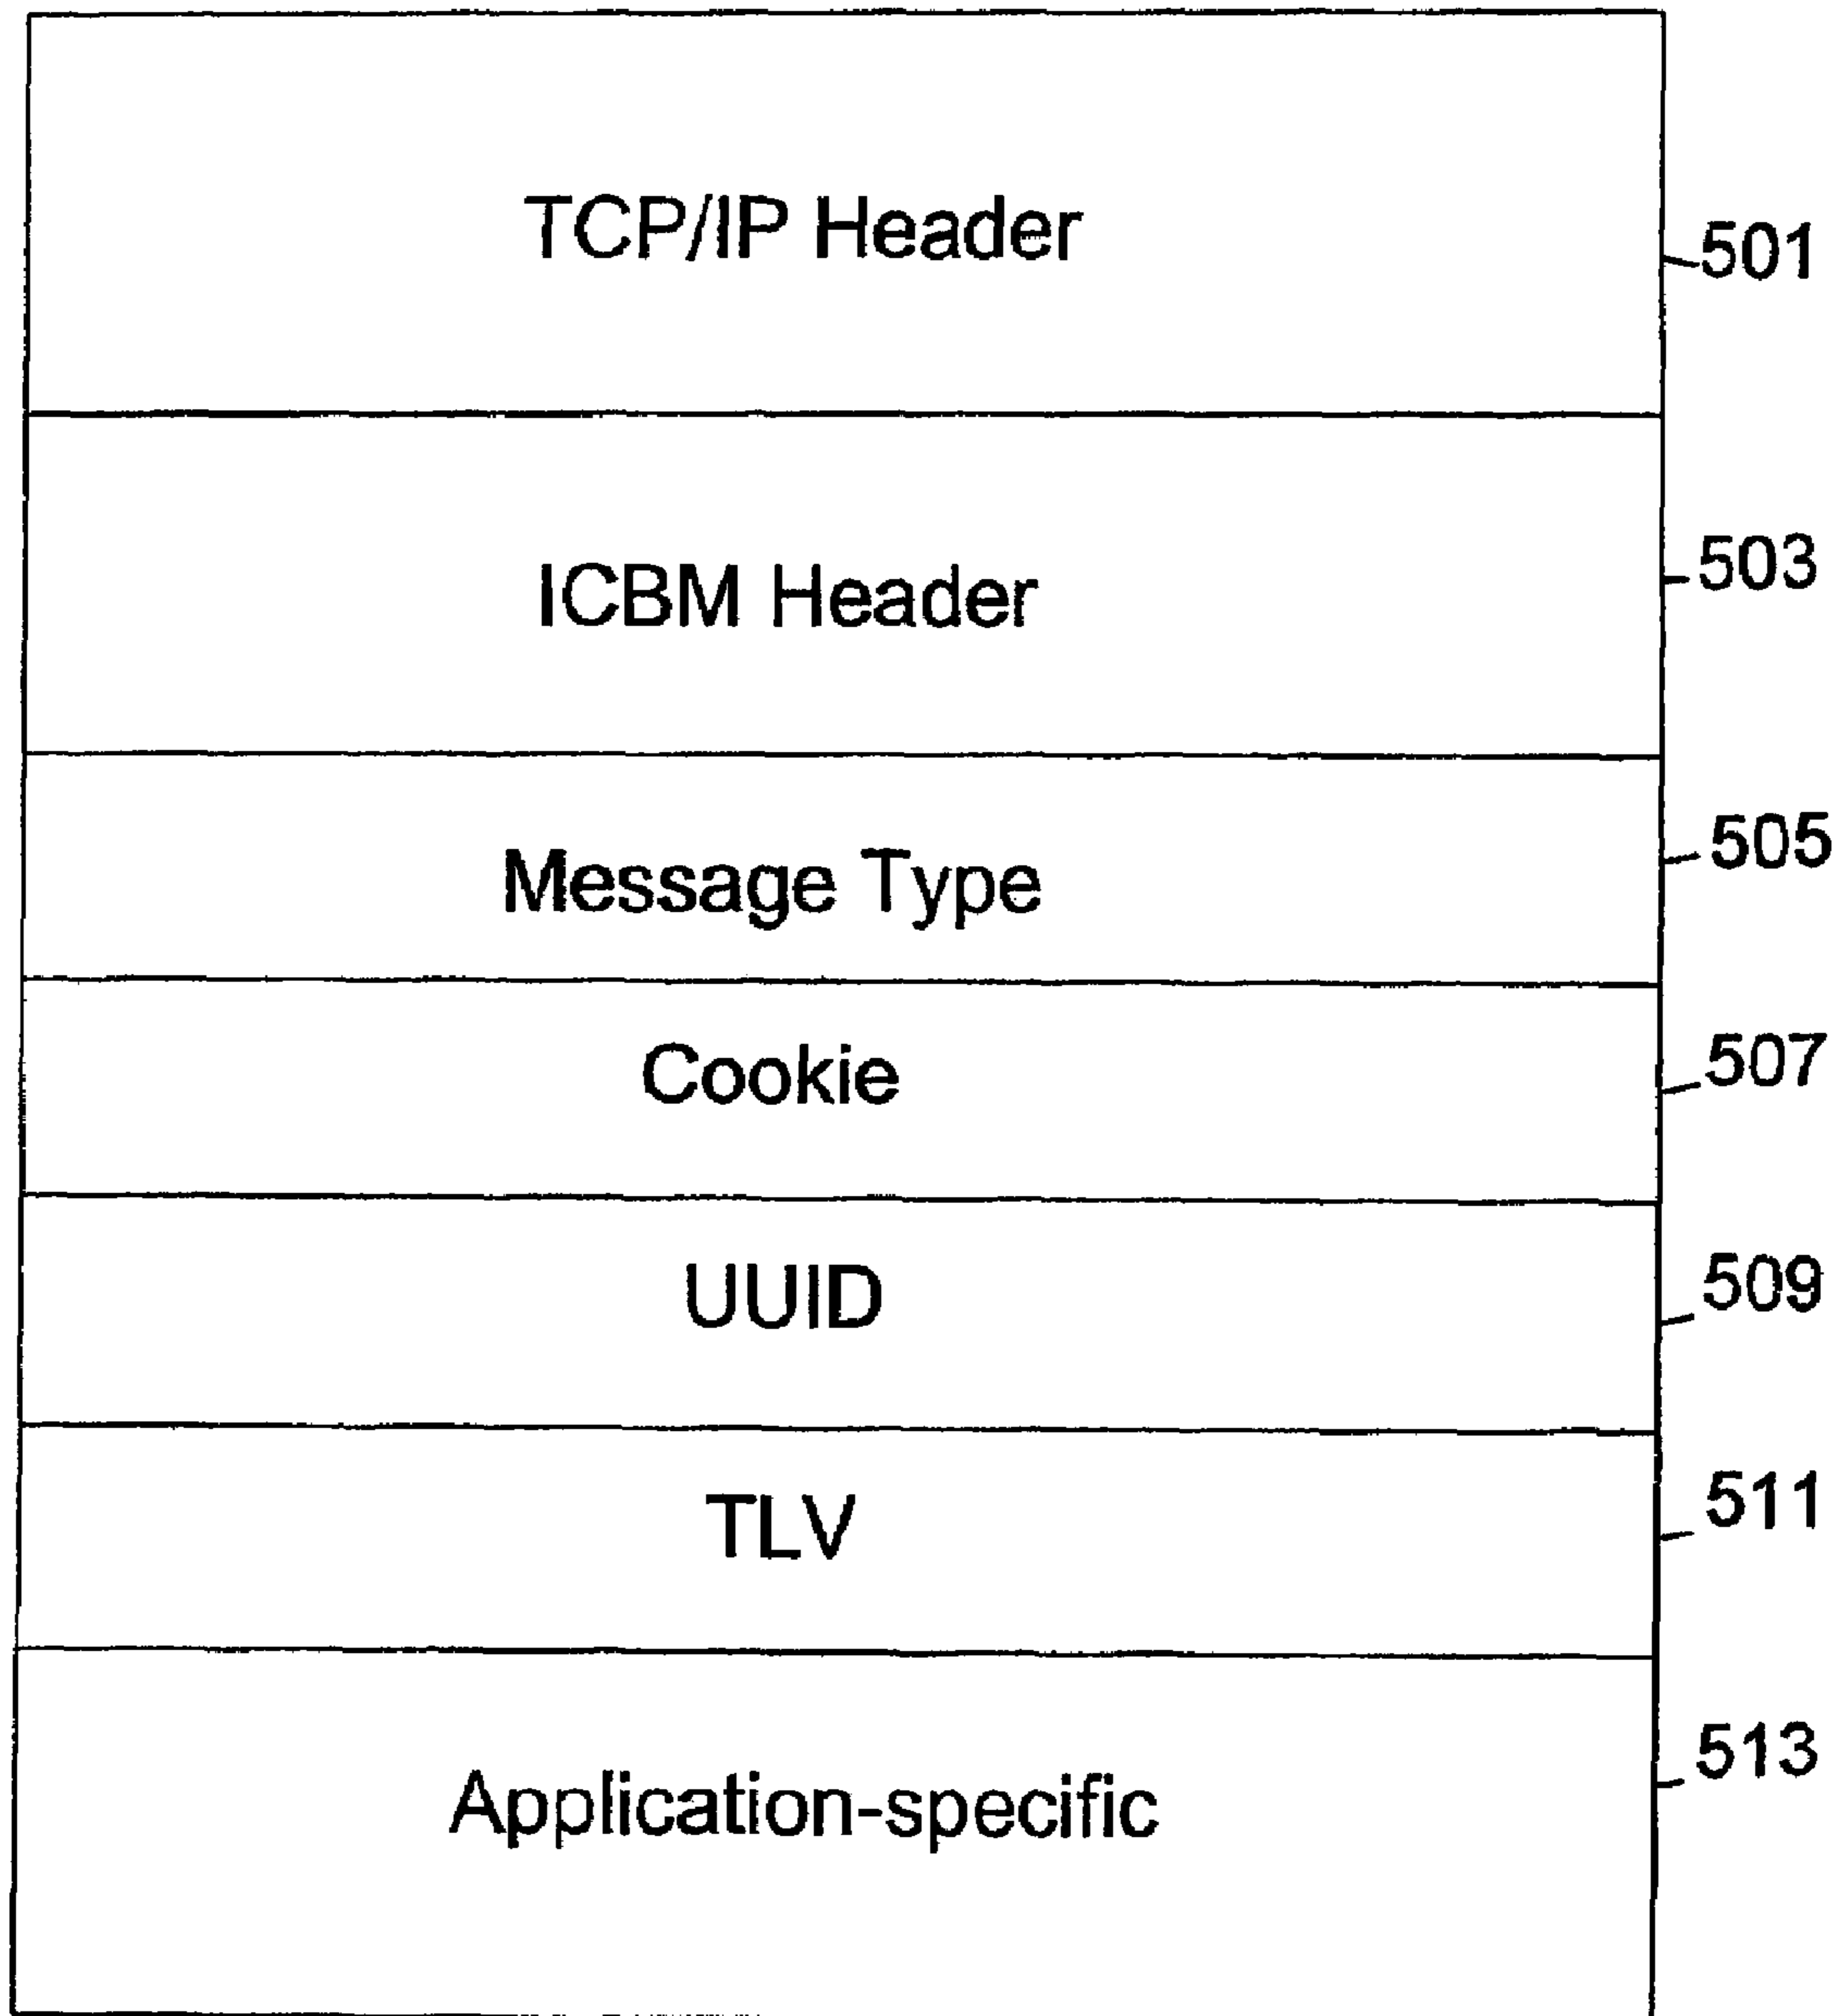 TCP/IP Header
501
ICBM Header
503
Message Type
505
Cookie
507
UUID
509
TLV
511
Application-specific
513